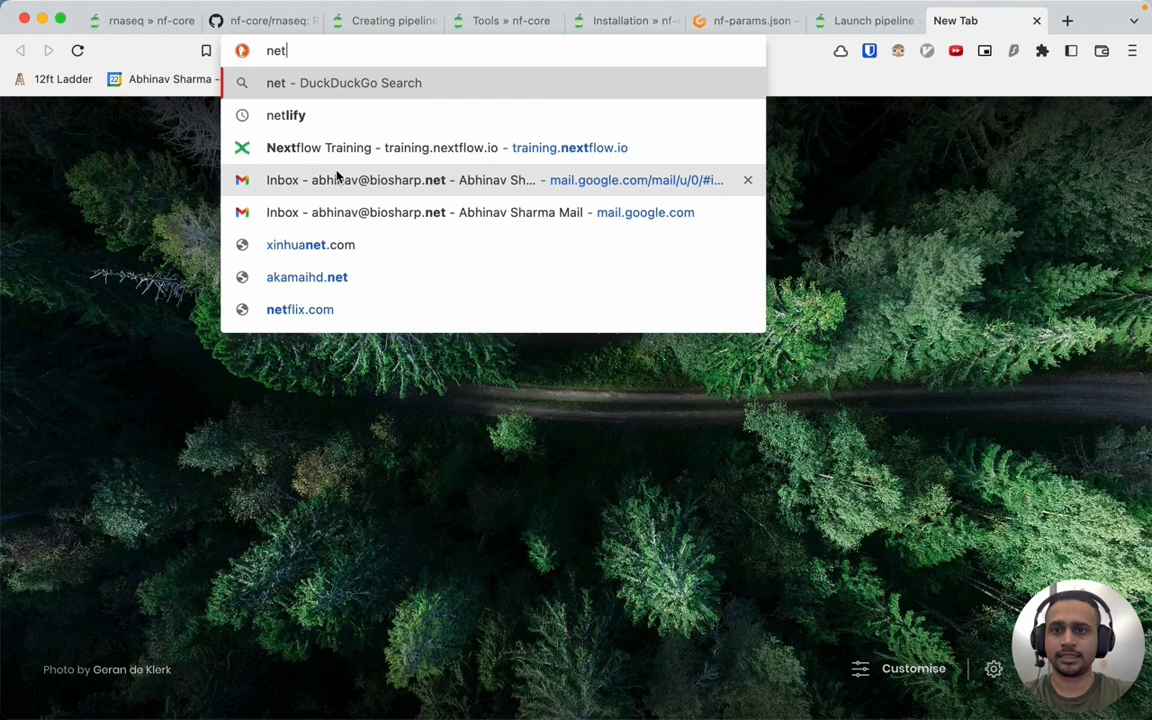 rnaseq » nf-core
nf-core/rnaseq: R
Creating pipeline
Tools » nf-core
Installation » nf-
nf-params.json –
Launch pipeline
New Tab
net
12ft Ladder
Abhinav Sharma -
net - DuckDuckGo Search
netlify
Nextflow Training - training.nextflow.io - training.nextflow.io
Inbox - abhinav@biosharp.net - Abhinav Sh... - mail.google.com/mail/u/0/#i...
Inbox - abhinav@biosharp.net - Abhinav Sharma Mail - mail.google.com
xinhuanet.com
akamaihd.net
netflix.com
Photo by Geran de Klerk
Customise